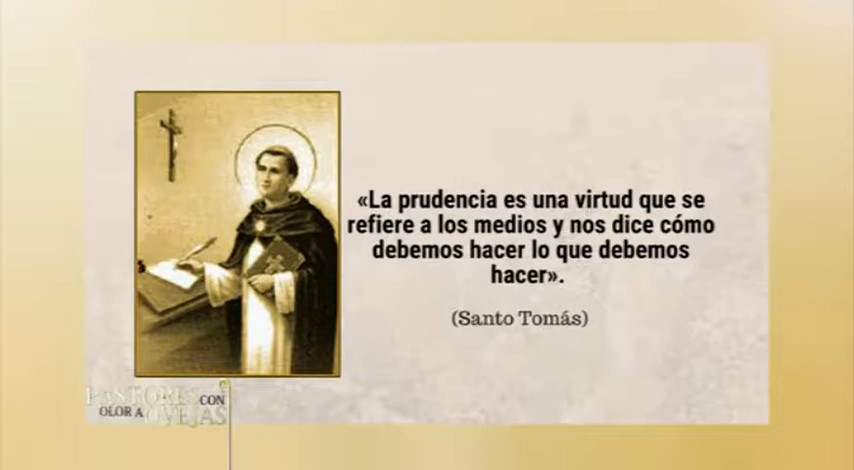 «La prudencia es una virtud que se
refiere a los medios y nos dice cómo
debemos hacer lo que debemos
hacer».
(Santo Tomás)
PASTORES CON
OLOR A OVEJAS